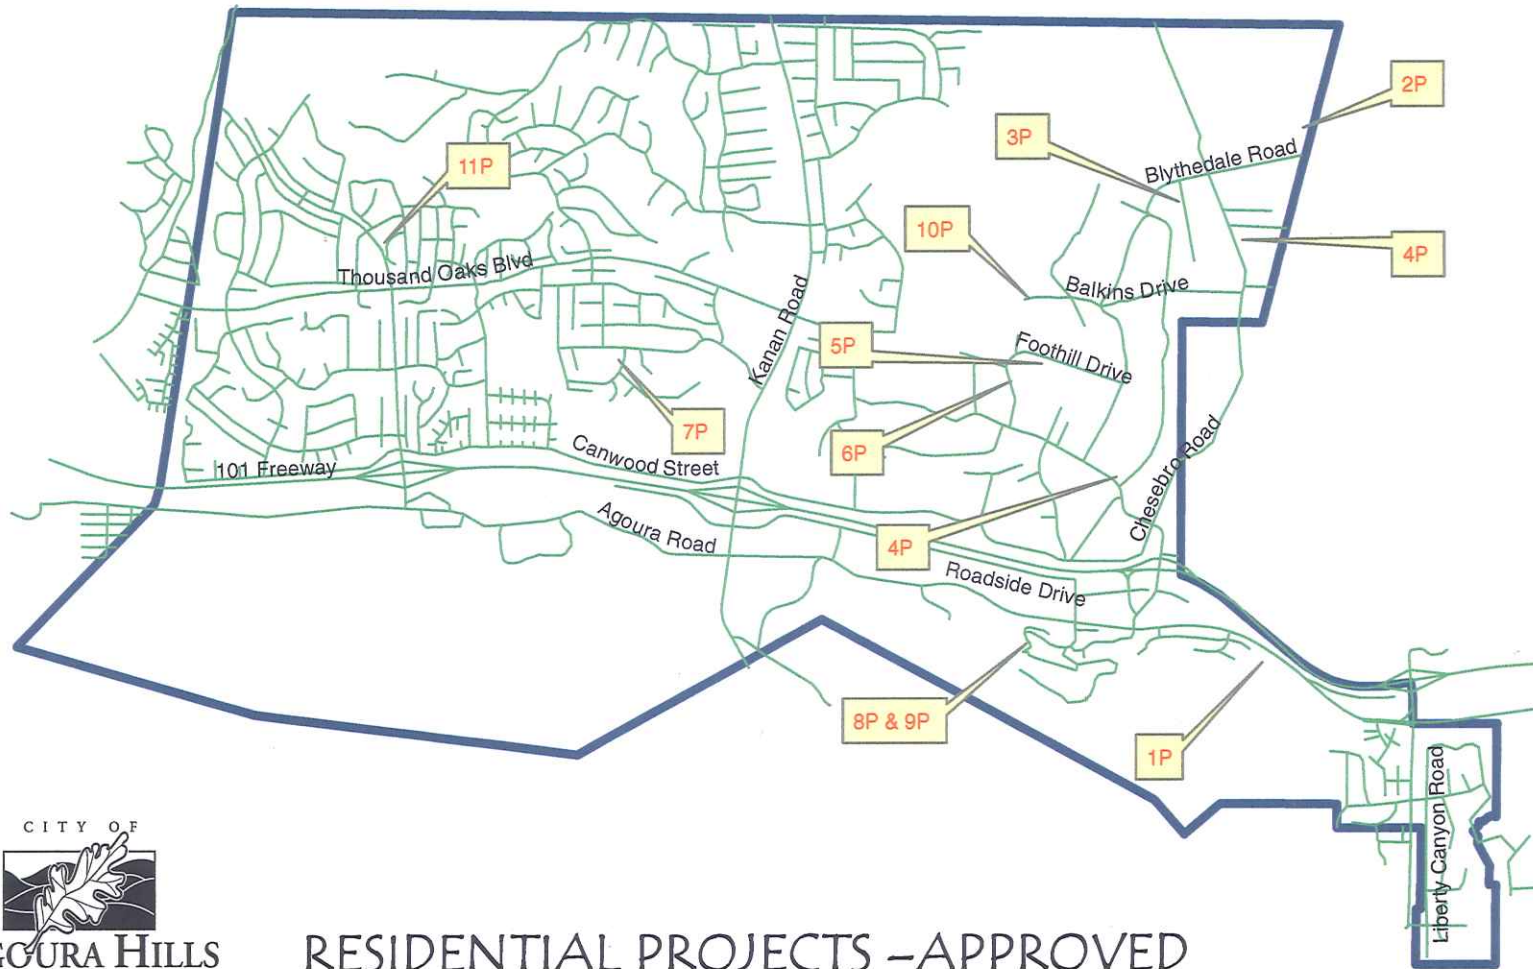 2P
3P
Blythedale Road
11P
10P
4P
Thousand Oaks Blvd
Balkins Drive
Kanan Road
5P
Foothill Drive
7P
6P
Canwood Street
101 Freeway
Chesebro Road
Agoura Road
4P
Roadside Drive
8P & 9P
1P
Liberty Canyon Road
CITY OF
GOURA HILLS
RESIDENTIAL PROJECTS –APPROVED